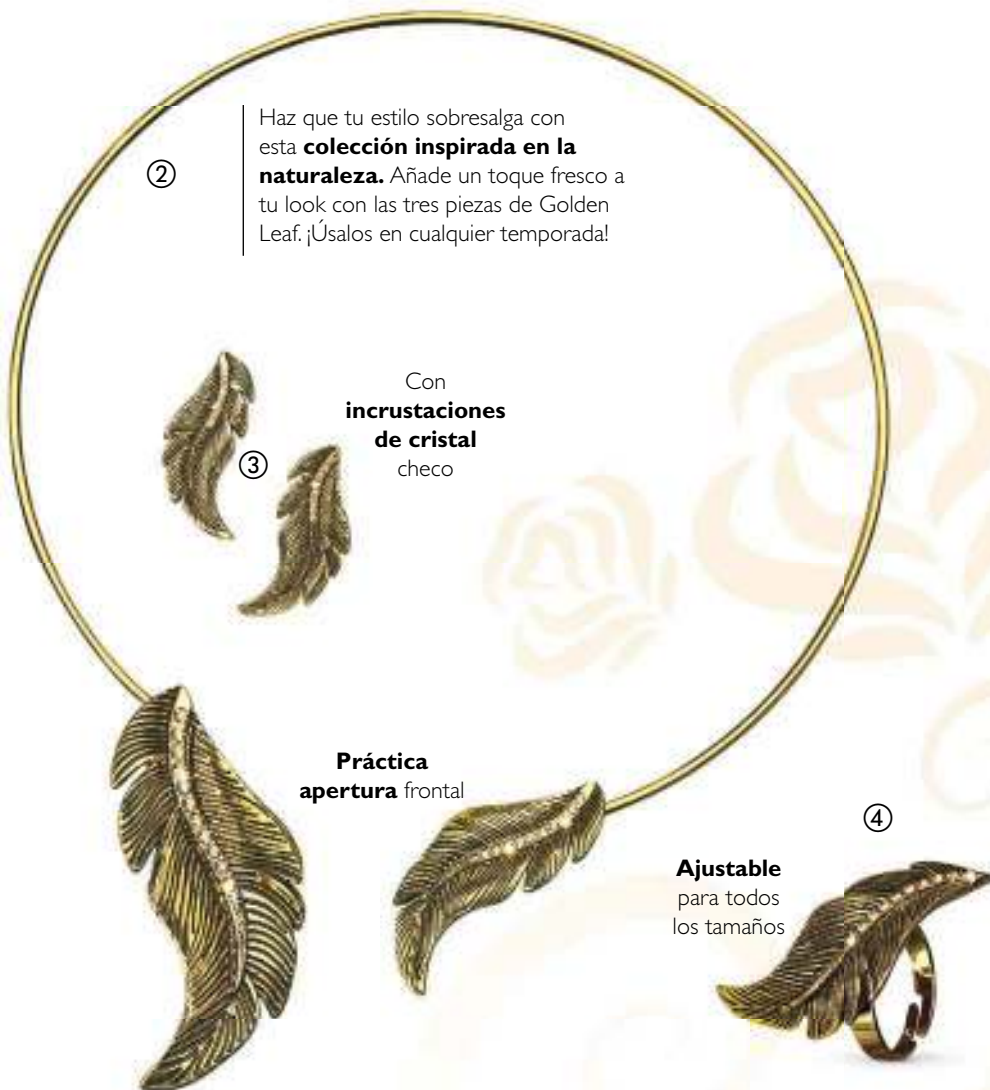 ②
Haz que tu estilo sobresalga con
esta colección inspirada en la
naturaleza. Añade un toque fresco a
tu look con las tres piezas de Golden
Leaf. ¡Úsalos en cualquier temporada!
Con
incrustaciones
de cristal
checo
③
Práctica
apertura frontal
④
Ajustable
para todos
los tamaños